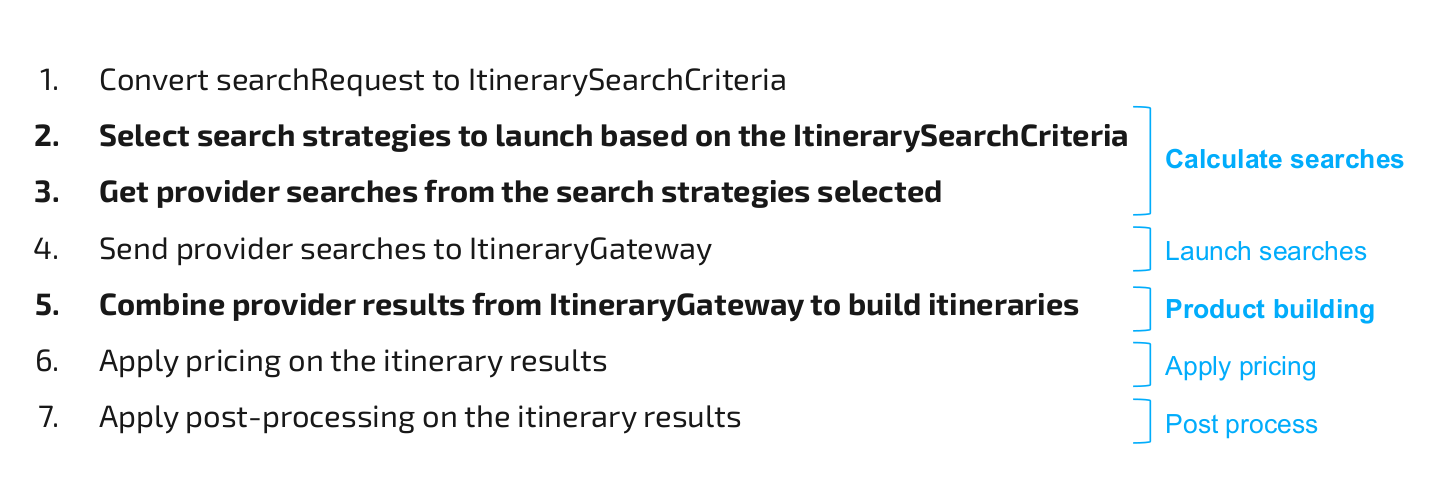 1. Convert searchRequest to ItinerarySearchCriteria
2. Select search strategies to launch based on the ItinerarySearchCriteria
3. Get provider searches from the search strategies selected
Calculate searches
4. Send provider searches to ItineraryGateway
Launch searches
5. Combine provider results from ItineraryGateway to build itineraries
Product building
6. Apply pricing on the itinerary results
Apply pricing
7. Apply post-processing on the itinerary results
Post process